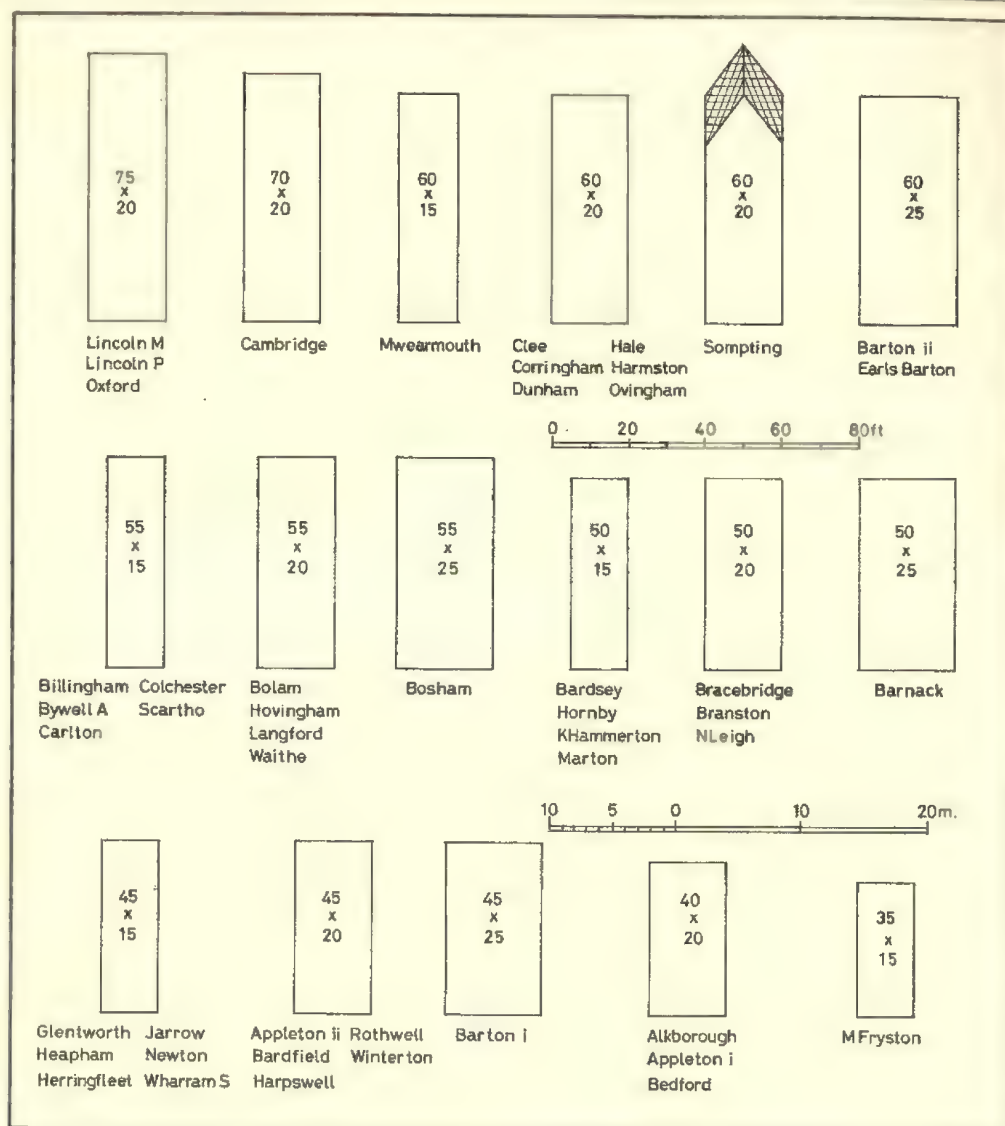 75
x
20
70
x
20
60
x
15
60
x
20
60
x
20
60
x
25
Lincoln M
Lincoln P
Oxford
Cambridge
Mwearmouth
Clee Hale
Corringham Harmston
Dunham Ovingham
Sompting
Barton ii
Earls Barton
0 20 40 60 80ft
55
x
15
55
x
20
55
x
25
50
x
15
50
x
20
50
x
25
Billingham Colchester
Bywell A Scartho
Carlton
Bolam
Hovingham
Langford
Waithe
Bosham
Bardsey
Hornby
KHammerton
Marton
Bracebridge
Branston
NLeigh
Barnack
10 5 0 10 20m.
45
x
15
45
x
20
45
x
25
40
x
20
35
x
15
Glentworth Jarrow
Heapham Newton
Herringfleet Wharram S
Appleton ii Rothwell
Bardfield Winterton
Harpswell
Barton i
Alkborough
Appleton i
Bedford
MFryston